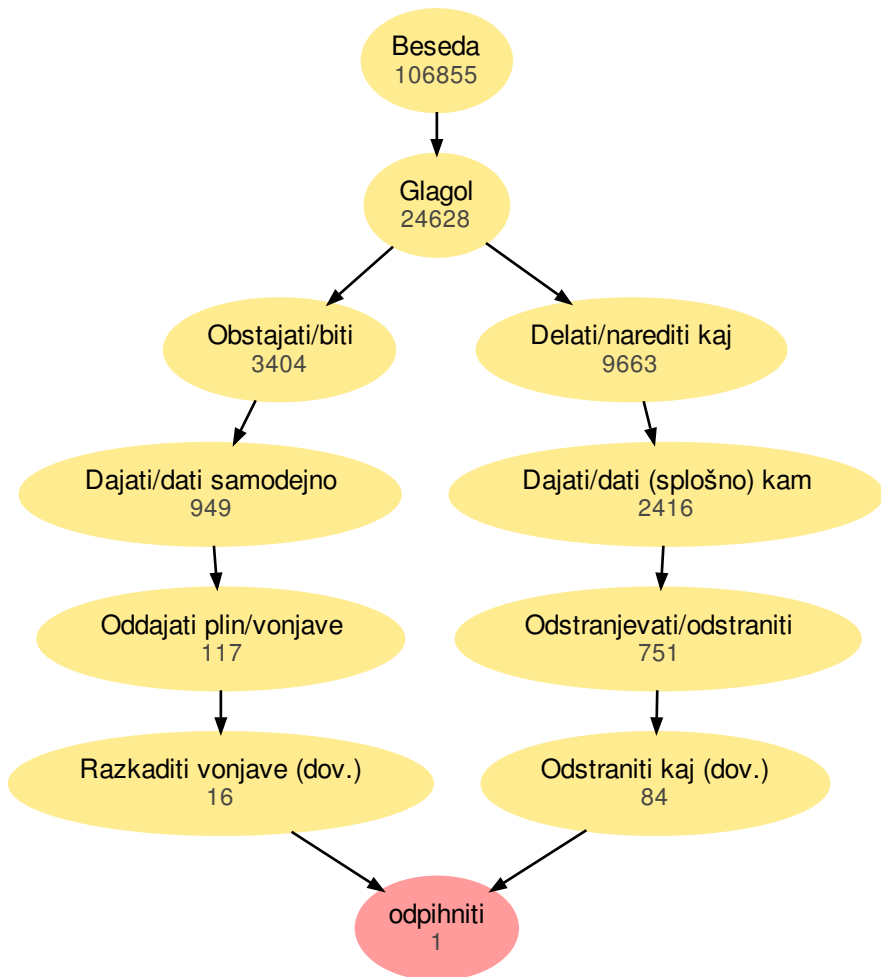 Beseda
106855
Glagol
24628
Obstajati/biti
3404
Delati/narediti kaj
9663
Dajati/dati samodejno
949
Dajati/dati (splošno) kam
2416
Oddajati plin/vonjave
117
Odstranjevati/odstraniti
751
Razkaditi vonjave (dov.)
16
Odstraniti kaj (dov.)
84
odpihniti
1